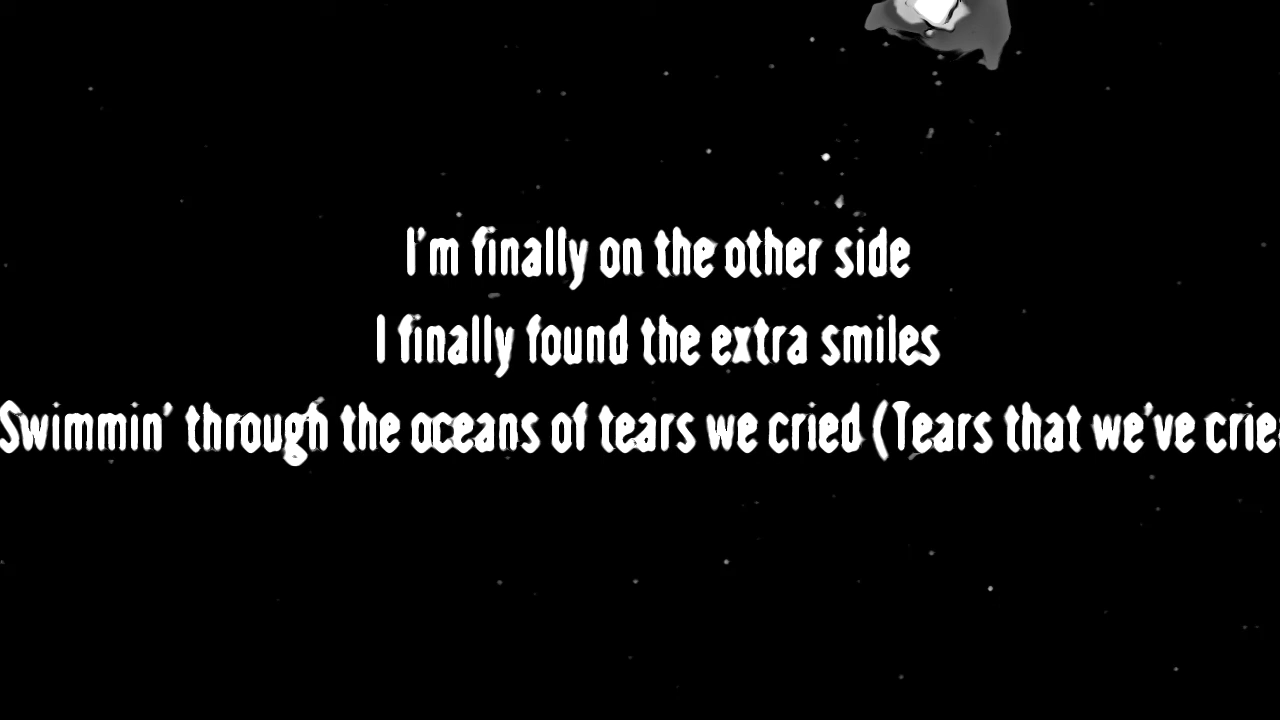 I'm finally on the other side
I finally found the extra smiles
Swimmin' through the oceans of tears we cried (Tears that we've crie